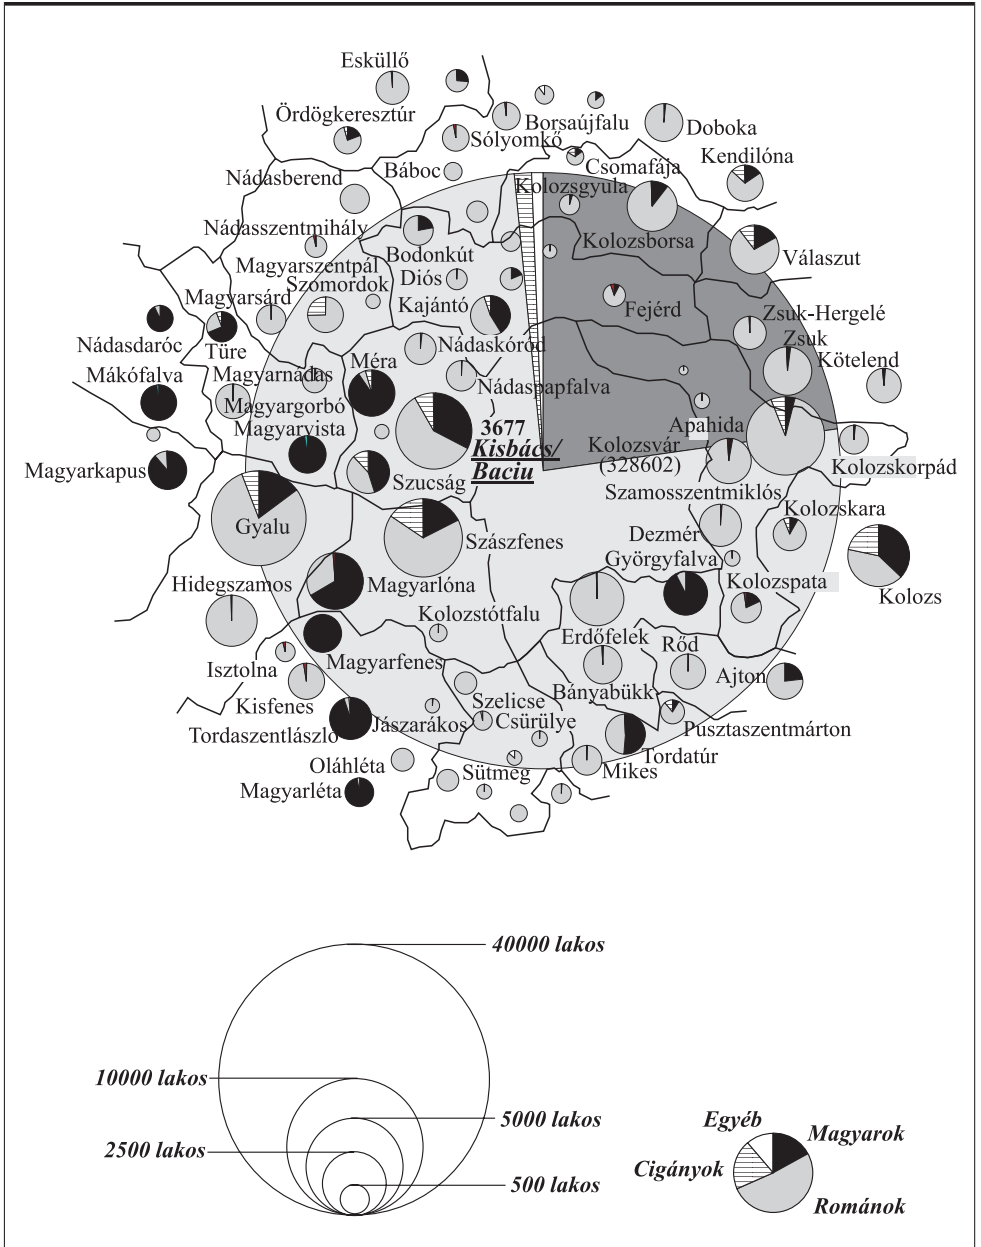 Esküllő
Ördögkeresztúr
Borsaújfalu
Sólyomkő
Doboka
Kendilóna
Báboc
Csomafája
Nádasberend
Kolozsgyula
Nádasszentmihály
Kolozsborsa
Bodonkút
Válaszut
Magyarszentpál
Diós
Szomordok
Magyarsárd
Kajántó
Fejérd
Zsuk-Hergelé
Nádasdaróc
Türe
Nádaskóród
Zsuk
Méra
Kötelend
Mákófalva
Magyarnádas
Nádaspapfalva
Magyargorbó
3677
Apahida
Magyarvista
Kisbács/
Baciu
Kolozsvár
(328602)
Kolozskorpád
Magyarkapus
Szucság
Szamosszentmiklós
Kolozskara
Gyalu
Szászfenes
Dezmér
Györgyfalva
Hidegszamos
Magyarlóna
Kolozspata
Kolozs
Kolozstótfalu
Erdőfelek
Rőd
Isztolna
Magyarfenes
Ajton
Kisfenes
Szelicse
Bányabükk
Tordaszentlászló
Jászarákos
Csürülye
Pusztaszentmárton
Tordatúr
Oláhléta
Sütmeg
Mikes
Magyarléta
40000 lakos
10000 lakos
5000 lakos
2500 lakos
500 lakos
Egyéb
Magyarok
Cigányok
Románok